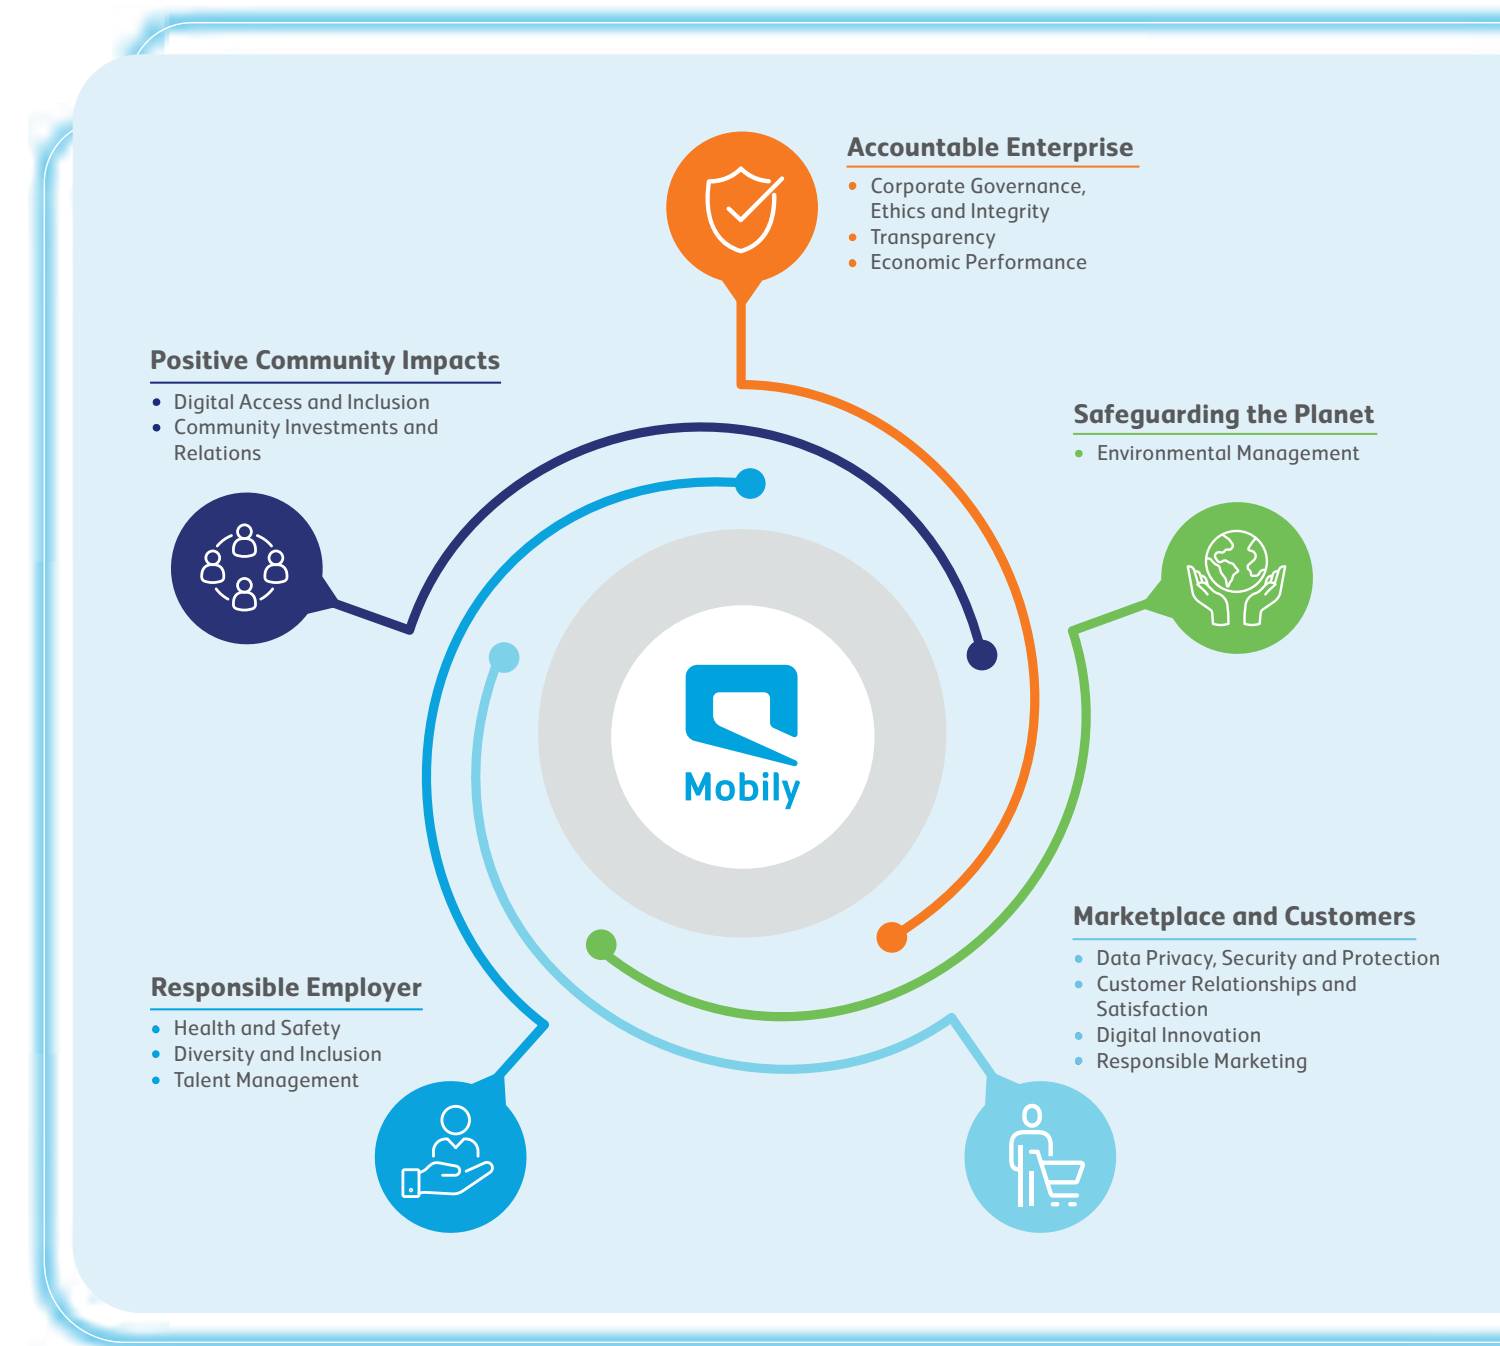 Accountable Enterprise
• Corporate Governance,
Ethics and Integrity
• Transparency
• Economic Performance
Positive Community Impacts
• Digital Access and Inclusion
• Community Investments and
Relations
Safeguarding the Planet
• Environmental Management
Mobily
Marketplace and Customers
• Data Privacy, Security and Protection
• Customer Relationships and
Satisfaction
• Digital Innovation
• Responsible Marketing
Responsible Employer
• Health and Safety
• Diversity and Inclusion
• Talent Management